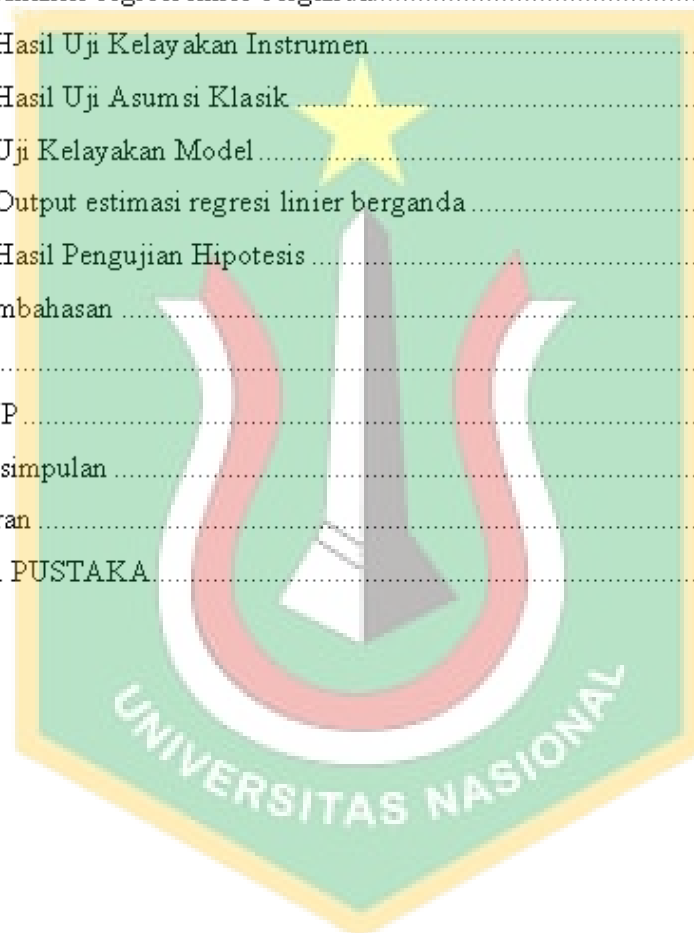 Hasil Uji Kelayakan Instrumen........................................
Hasil Uji Asumsi Klasik........................................
Uji Kelayakan Model........................................
Output estimasi regresi linier berganda........................................
Hasil Pengujian Hipotesis........................................
mbahasan........................................
........................................
P........................................
simpulan........................................
ran........................................
PUSTAKA........................................
UNIVERSITAS NASIONAL